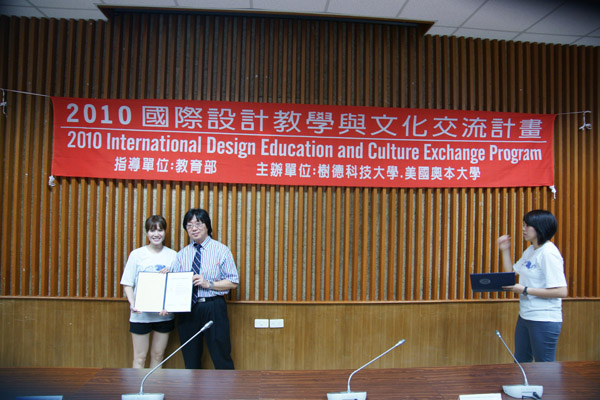 2010 國際設計教學與文化交流計畫
2010 International Design Education and Culture Exchange Program
指導單位:教育部 主辦單位:樹德科技大學.美國奧本大學